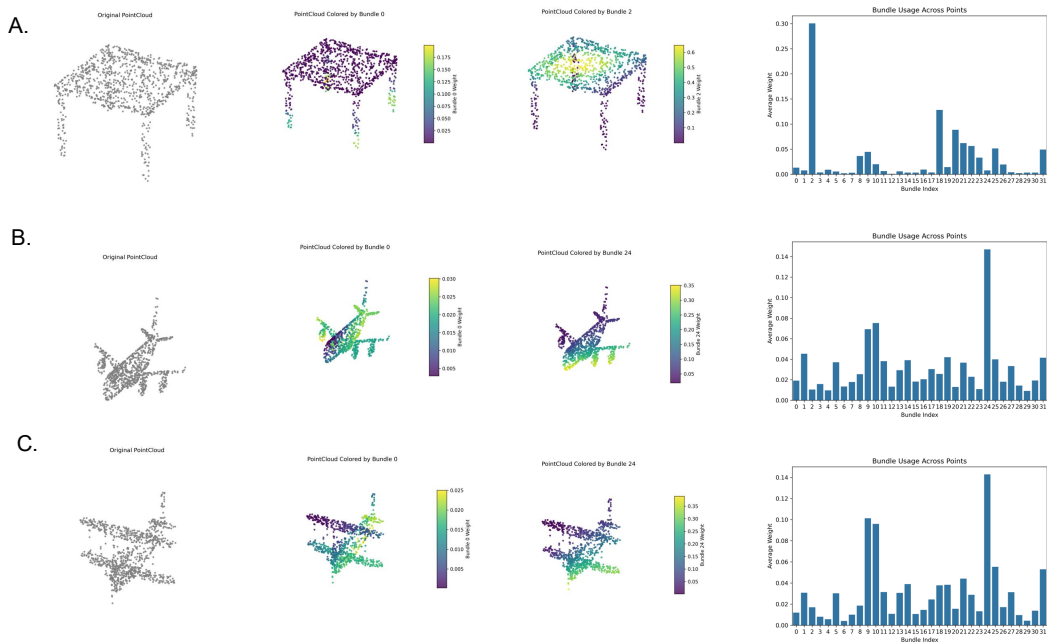 A.
Original PointCloud
PointCloud Colored by Bundle 0
0.175
0.150
0.125
0.100
0.075
0.050
0.025
Bundle 0 Weight
PointCloud Colored by Bundle 2
0.6
0.5
0.4
0.3
0.2
0.1
Bundle 2 Weight
Bundle Usage Across Points
0.30
0.25
0.20
0.15
0.10
0.05
0.00
Average Weight
0 1 2 3 4 5 6 7 8 9 10 11 12 13 14 15 16 17 18 19 20 21 22 23 24 25 26 27 28 29 30 31
Bundle Index
B.
Original PointCloud
PointCloud Colored by Bundle 0
0.030
0.025
0.020
0.015
0.010
0.005
Bundle 0 Weight
PointCloud Colored by Bundle 24
0.35
0.30
0.25
0.20
0.15
0.10
0.05
Bundle 24 Weight
Bundle Usage Across Points
0.14
0.12
0.10
0.08
0.06
0.04
0.02
0.00
Average Weight
0 1 2 3 4 5 6 7 8 9 10 11 12 13 14 15 16 17 18 19 20 21 22 23 24 25 26 27 28 29 30 31
Bundle Index
C.
Original PointCloud
PointCloud Colored by Bundle 0
0.025
0.020
0.015
0.010
0.005
Bundle 0 Weight
PointCloud Colored by Bundle 24
0.35
0.30
0.25
0.20
0.15
0.10
0.05
Bundle 24 Weight
Bundle Usage Across Points
0.14
0.12
0.10
0.08
0.06
0.04
0.02
0.00
Average Weight
0 1 2 3 4 5 6 7 8 9 10 11 12 13 14 15 16 17 18 19 20 21 22 23 24 25 26 27 28 29 30 31
Bundle Index